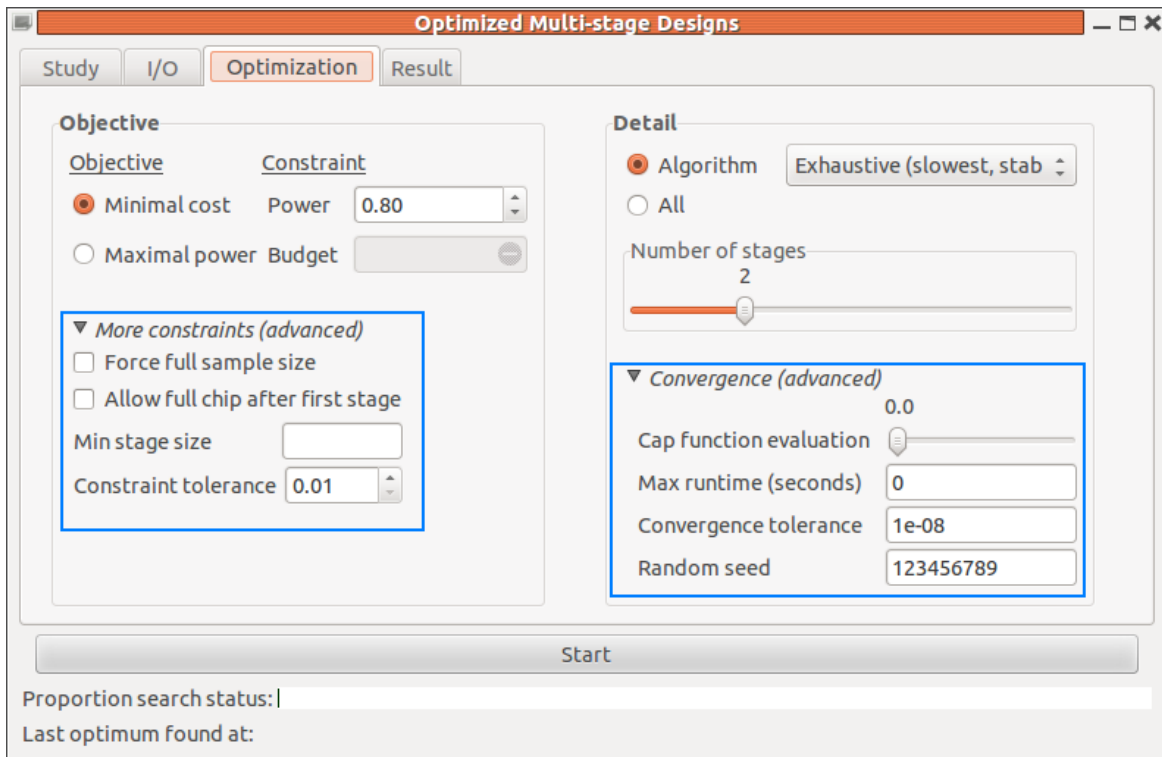 Optimized Multi-stage Designs
Study I/O Optimization Result
Objective
Objective Constraint
Minimal cost Power 0.80
Maximal power Budget
More constraints (advanced)
Force full sample size
Allow full chip after first stage
Min stage size
Constraint tolerance 0.01
Detail
Algorithm Exhaustive (slowest, stab
All
Number of stages
2
Convergence (advanced)
0.0
Cap function evaluation
Max runtime (seconds) 0
Convergence tolerance 1e-08
Random seed 123456789
Start
Proportion search status:
Last optimum found at: